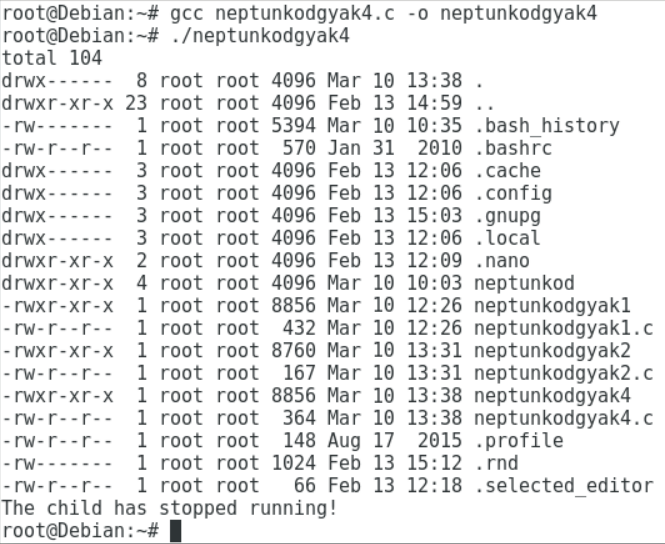 root@Debian:~# gcc neptunkodgyak4.c -o neptunkodgyak4
root@Debian:~# ./neptunkodgyak4
total 104
drwx------  8 root root 4096 Mar 10 13:38 .
drwxr-xr-x 23 root root 4096 Feb 13 14:59 ..
-rw-------  1 root root 5394 Mar 10 10:35 .bash_history
-rw-r--r--  1 root root  570 Jan 31  2010 .bashrc
drwx------  3 root root 4096 Feb 13 12:06 .cache
drwx------  3 root root 4096 Feb 13 12:06 .config
drwx------  3 root root 4096 Feb 13 15:03 .gnupg
drwx------  3 root root 4096 Feb 13 12:06 .local
drwxr-xr-x  2 root root 4096 Feb 13 12:09 .nano
drwxr-xr-x  4 root root 4096 Mar 10 10:03 neptunkod
-rwxr-xr-x  1 root root 8856 Mar 10 12:26 neptunkodgyak1
-rw-r--r--  1 root root  432 Mar 10 12:26 neptunkodgyak1.c
-rwxr-xr-x  1 root root 8760 Mar 10 13:31 neptunkodgyak2
-rw-r--r--  1 root root  167 Mar 10 13:31 neptunkodgyak2.c
-rwxr-xr-x  1 root root 8856 Mar 10 13:38 neptunkodgyak4
-rw-r--r--  1 root root  364 Mar 10 13:38 neptunkodgyak4.c
-rw-r--r--  1 root root  148 Aug 17  2015 .profile
-rw-------  1 root root 1024 Feb 13 15:12 .rnd
-rw-r--r--  1 root root   66 Feb 13 12:18 .selected_editor
The child has stopped running!
root@Debian:~#